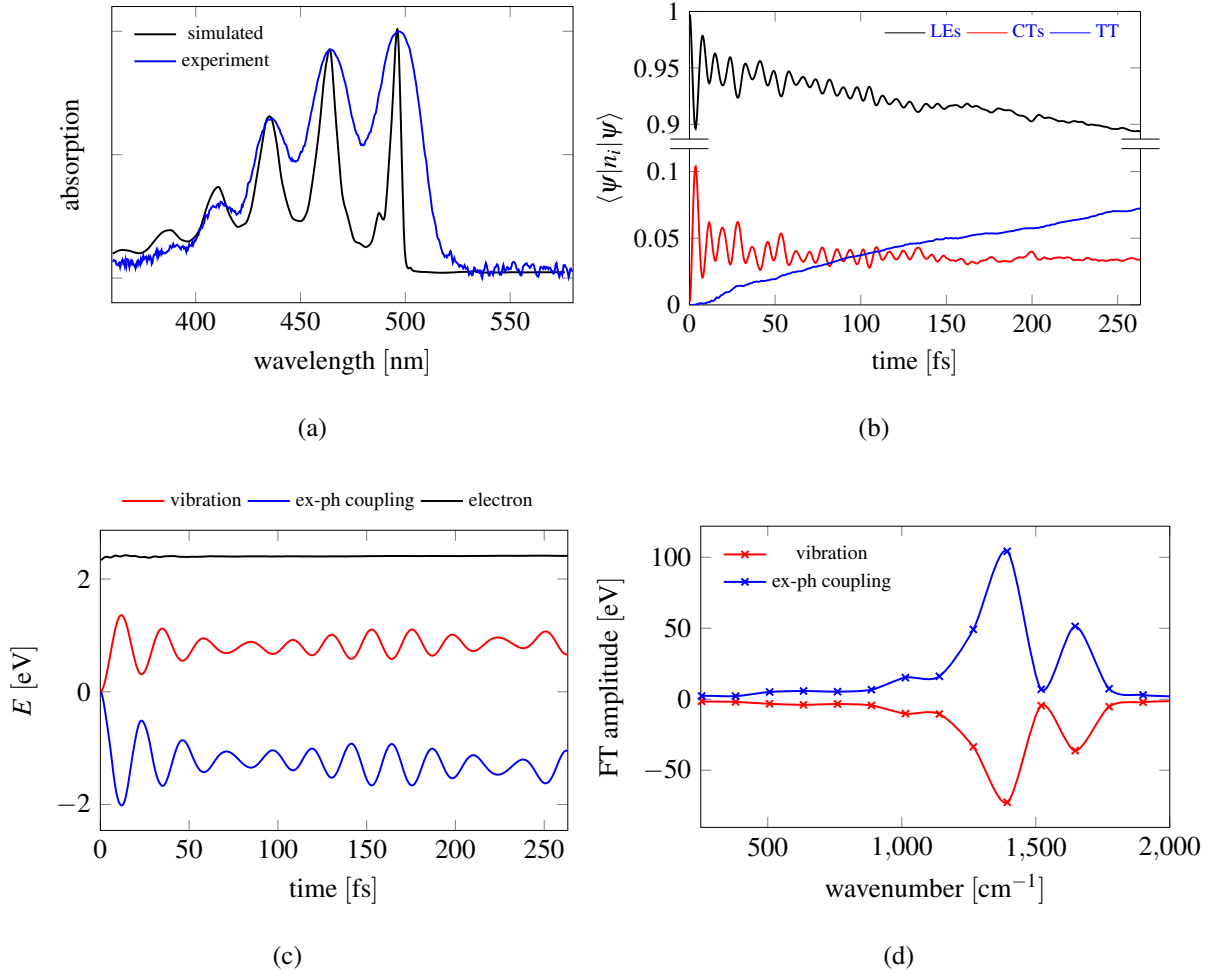 simulated
experiment
absorption
400 450 500 550
wavelength [nm]
(a)
LEs CTs TT
1
0.95
0.9
0.1
0.05
0
⟨ψ|n_i|ψ⟩
0 50 100 150 200 250
time [fs]
(b)
vibration ex-ph coupling electron
2
0
−2
E [eV]
0 50 100 150 200 250
time [fs]
(c)
vibration
ex-ph coupling
100
50
0
−50
FT amplitude [eV]
500 1,000 1,500 2,000
wavenumber [cm⁻¹]
(d)